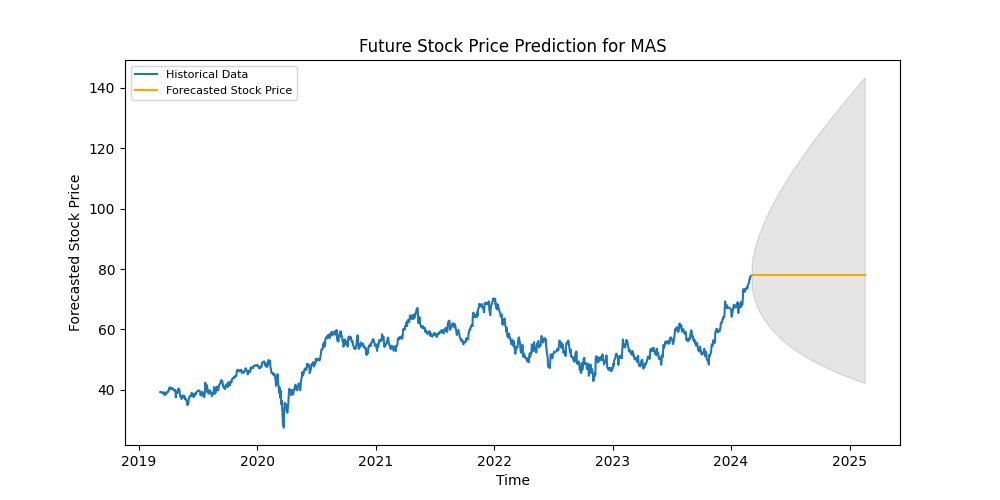 Future Stock Price Prediction for MAS
Historical Data
Forecasted Stock Price
Forecasted Stock Price
140
120
100
80
60
40
2019
2020
2021
2022
2023
2024
2025
Time